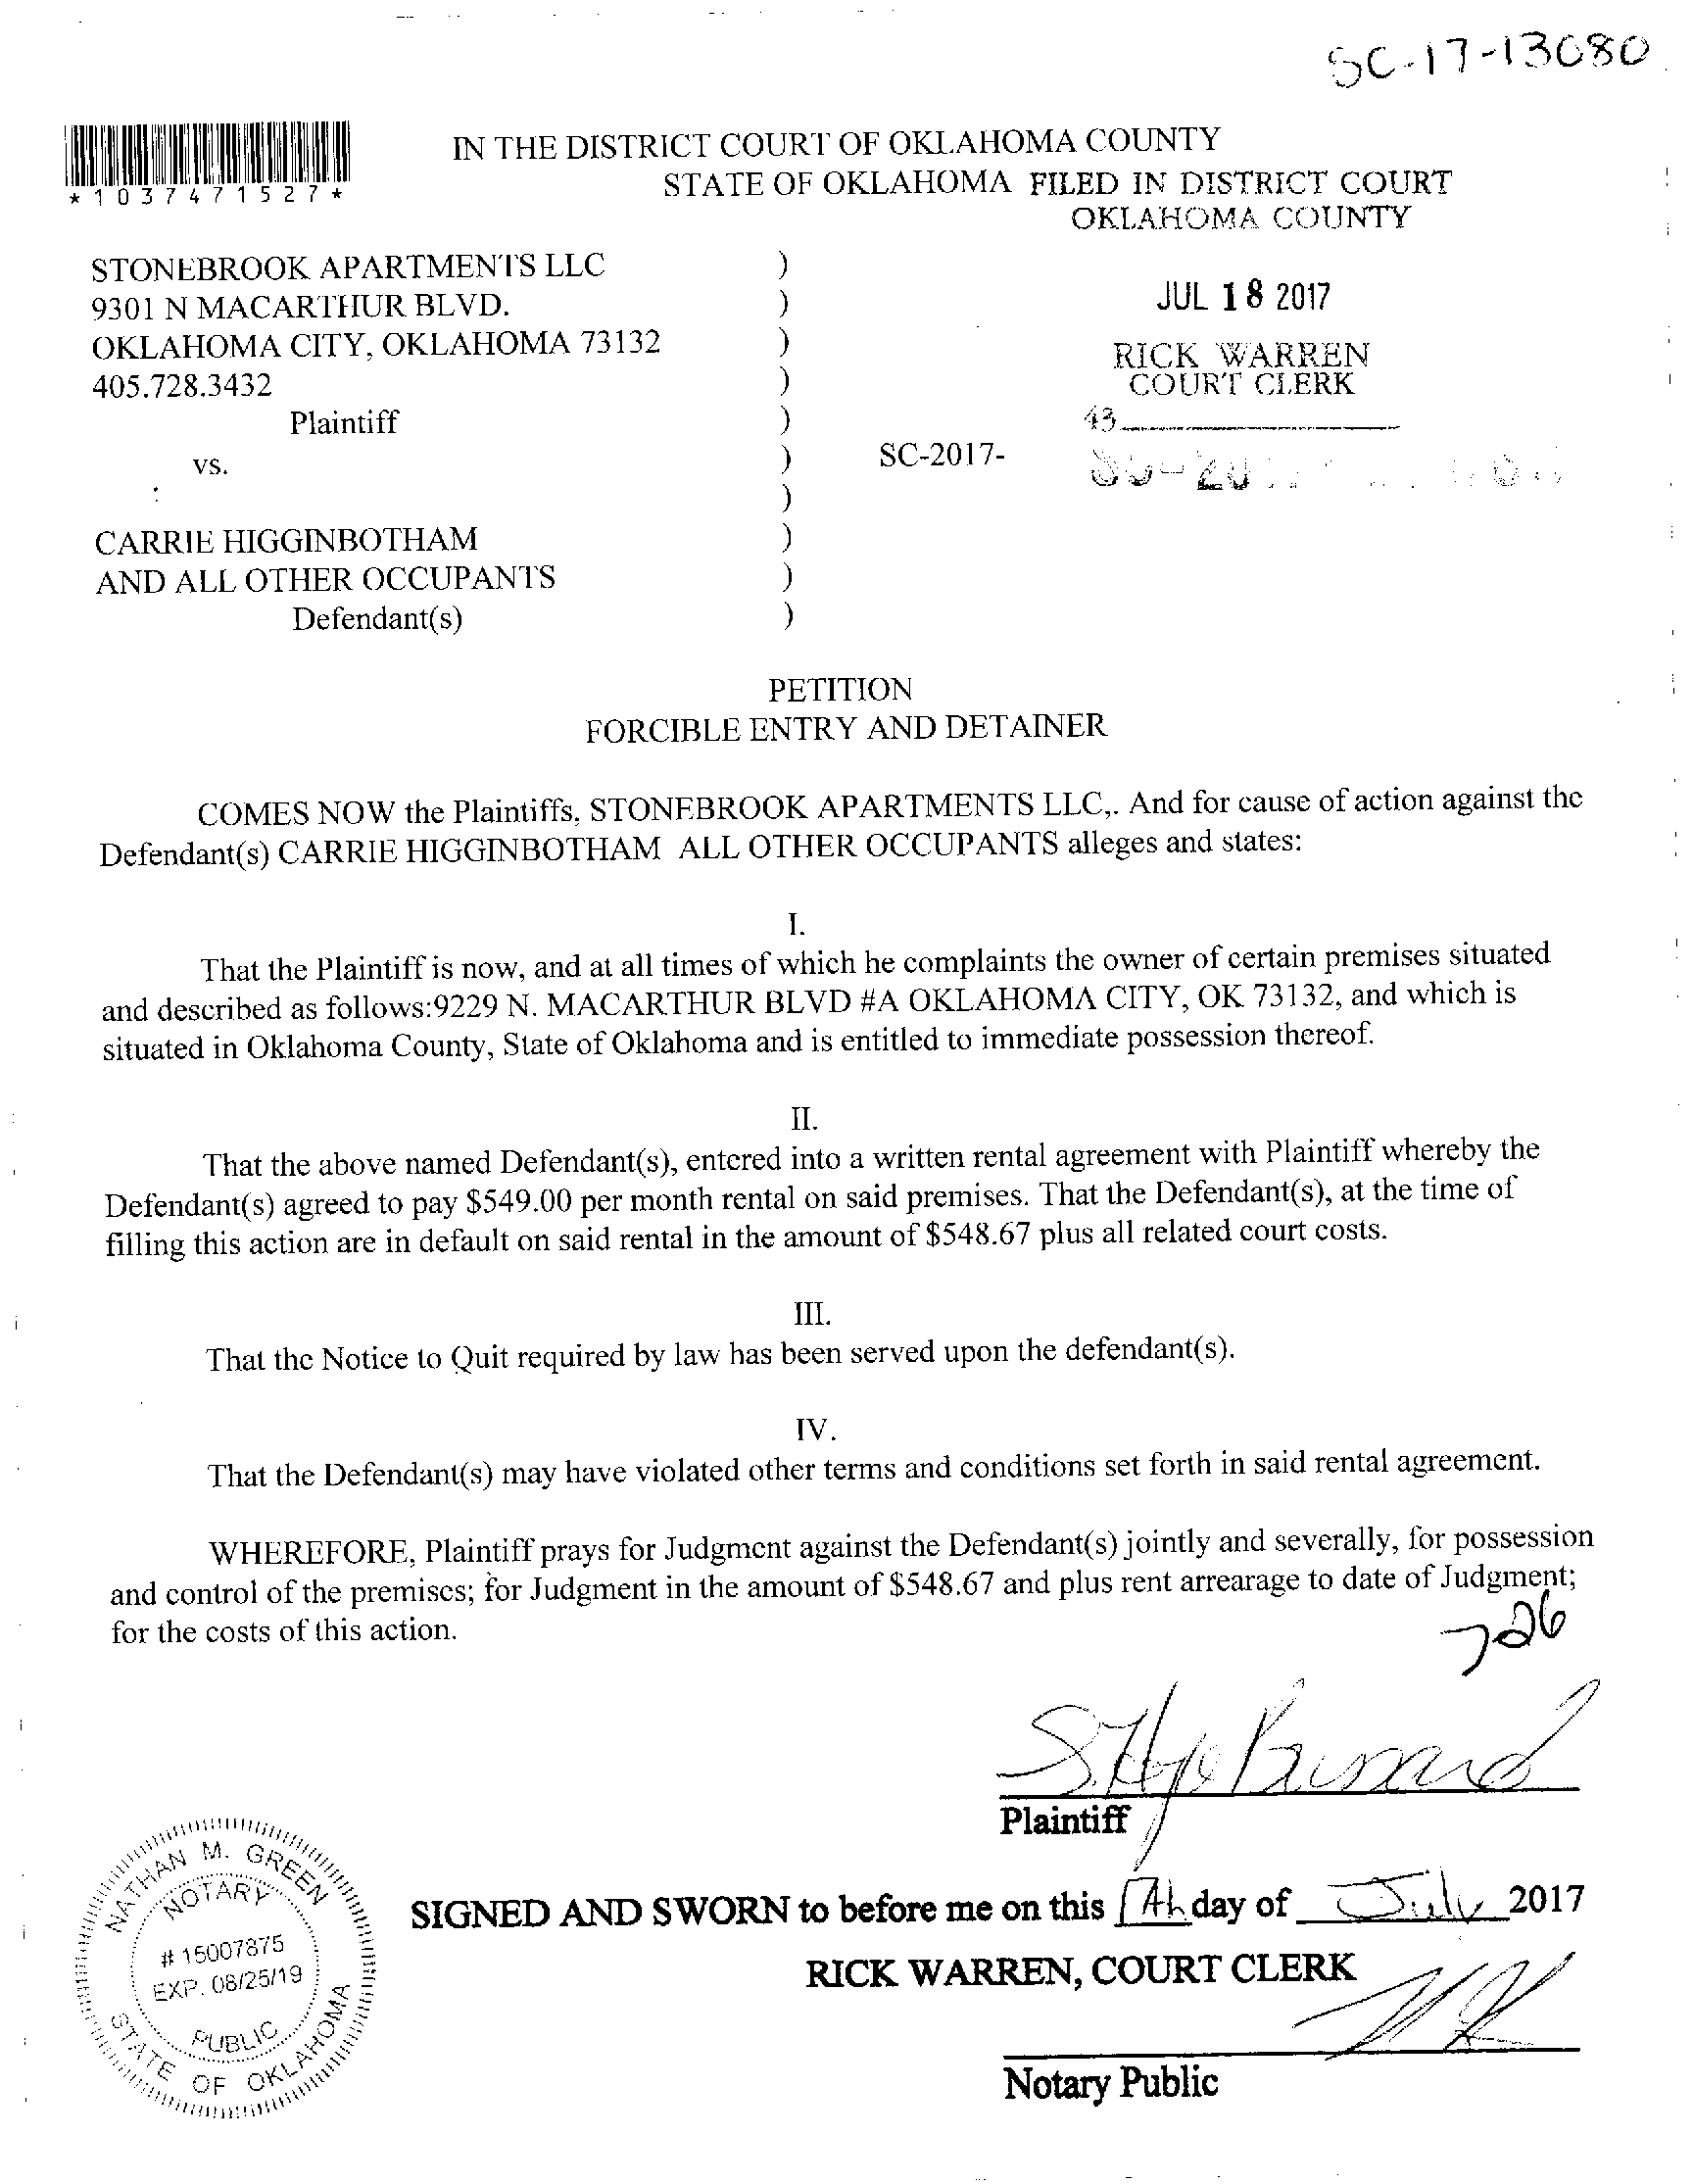 SC-17-13080
*1037471527*
IN THE DISTRICT COURT OF OKLAHOMA COUNTY
STATE OF OKLAHOMA FILED IN DISTRICT COURT
OKLAHOMA COUNTY
STONEBROOK APARTMENTS LLC )
9301 N MACARTHUR BLVD. )
JUL 18 2017
OKLAHOMA CITY, OKLAHOMA 73132 )
RICK WARREN
405.728.3432 )
COURT CLERK
Plaintiff )
43
vs. ) SC-2017-
)
CARRIE HIGGINBOTHAM )
AND ALL OTHER OCCUPANTS )
Defendant(s) )
PETITION
FORCIBLE ENTRY AND DETAINER
COMES NOW the Plaintiffs, STONEBROOK APARTMENTS LLC,. And for cause of action against the
Defendant(s) CARRIE HIGGINBOTHAM ALL OTHER OCCUPANTS alleges and states:
I.
That the Plaintiff is now, and at all times of which he complaints the owner of certain premises situated
and described as follows:9229 N. MACARTHUR BLVD #A OKLAHOMA CITY, OK 73132, and which is
situated in Oklahoma County, State of Oklahoma and is entitled to immediate possession thereof.
II.
That the above named Defendant(s), entered into a written rental agreement with Plaintiff whereby the
Defendant(s) agreed to pay $549.00 per month rental on said premises. That the Defendant(s), at the time of
filling this action are in default on said rental in the amount of $548.67 plus all related court costs.
III.
That the Notice to Quit required by law has been served upon the defendant(s).
IV.
That the Defendant(s) may have violated other terms and conditions set forth in said rental agreement.
WHEREFORE, Plaintiff prays for Judgment against the Defendant(s) jointly and severally, for possession
and control of the premises; for Judgment in the amount of $548.67 and plus rent arrearage to date of Judgment;
for the costs of this action.
726
Plaintiff
NATHAN M. GREEN
NOTARY
# 15007875
EXP. 08/25/19
PUBLIC
STATE OF OKLAHOMA
SIGNED AND SWORN to before me on this 17th day of July 2017
RICK WARREN, COURT CLERK
Notary Public